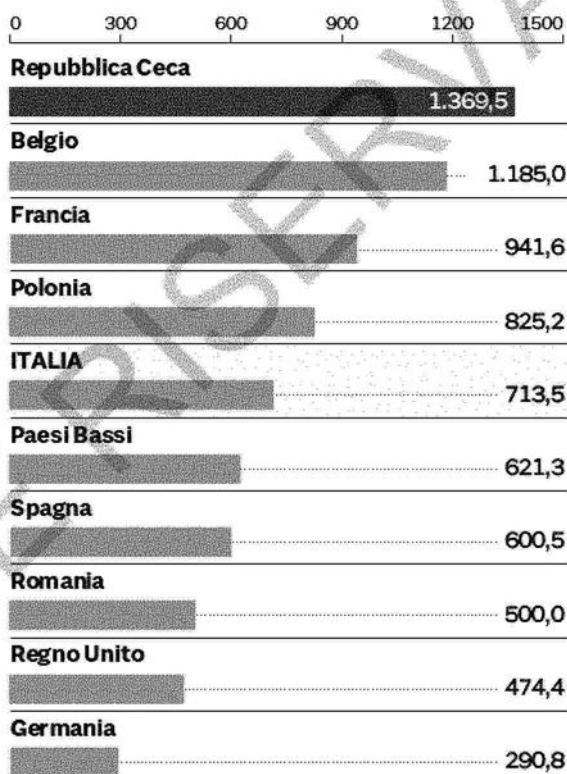 0 300 600 900 1200 1500
Repubblica Ceca
1.369,5
Belgio
1.185,0
Francia
941,6
Polonia
825,2
ITALIA
713,5
Paesi Bassi
621,3
Spagna
600,5
Romania
500,0
Regno Unito
474,4
Germania
290,8